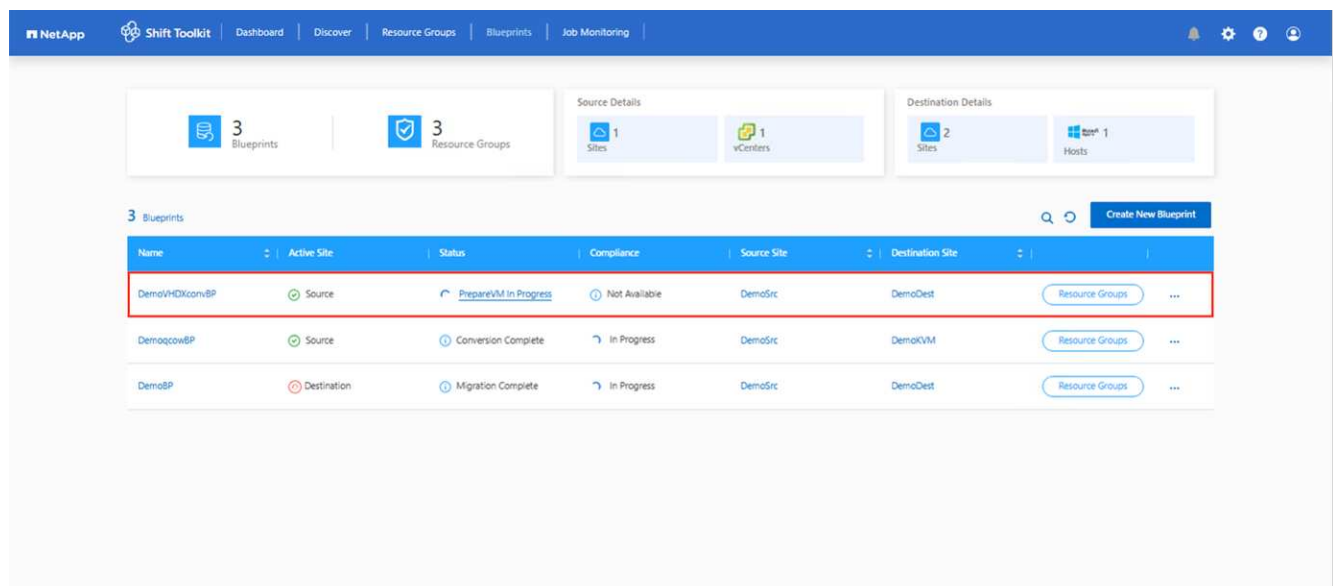 NetApp Shift Toolkit Dashboard Discover Resource Groups Blueprints Job Monitoring
3
Blueprints
3
Resource Groups
Source Details
1
Sites
1
vCenters
Destination Details
2
Sites
1
Hosts
3 Blueprints
Create New Blueprint
Name Active Site Status Compliance Source Site Destination Site
DemoVHDXconvBP Source PrepareVM In Progress Not Available DemoSrc DemoDest Resource Groups ...
DemoqcowBP Source Conversion Complete In Progress DemoSrc DemoKVM Resource Groups ...
DemoBP Destination Migration Complete In Progress DemoSrc DemoDest Resource Groups ...